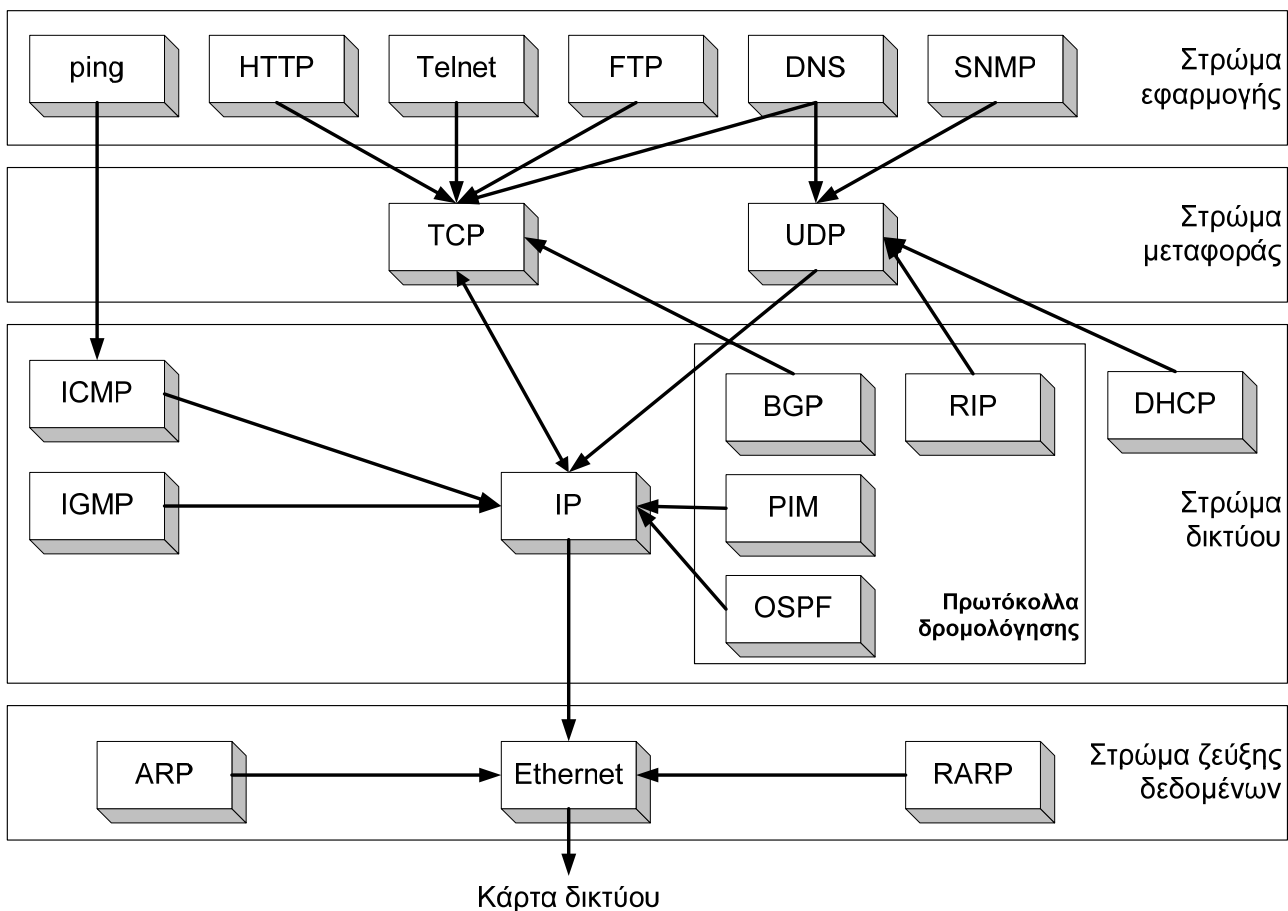 ping
HTTP
Telnet
FTP
DNS
SNMP
Στρώμα
εφαρμογής
TCP
UDP
Στρώμα
μεταφοράς
ICMP
BGP
RIP
DHCP
IGMP
IP
PIM
Στρώμα
δικτύου
OSPF
Πρωτόκολλα
δρομολόγησης
ARP
Ethernet
RARP
Στρώμα ζεύξης
δεδομένων
Κάρτα δικτύου